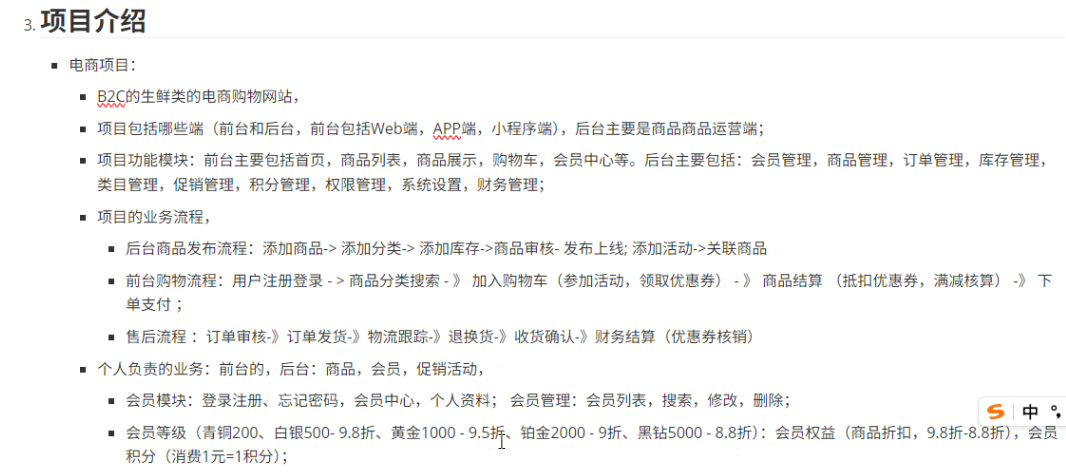 3. 项目介绍
电商项目：
B2C的生鲜类的电商购物网站，
项目包括哪些端（前台和后台，前台包括Web端，APP端，小程序端），后台主要是商品商品运营端；
项目功能模块：前台主要包括首页，商品列表，商品展示，购物车，会员中心等。后台主要包括：会员管理，商品管理，订单管理，库存管理，
类目管理，促销管理，积分管理，权限管理，系统设置，财务管理；
项目的业务流程，
后台商品发布流程：添加商品-> 添加分类-> 添加库存->商品审核- 发布上线; 添加活动->关联商品
前台购物流程：用户注册登录 - > 商品分类搜索 - 》 加入购物车（参加活动，领取优惠券） - 》 商品结算 （抵扣优惠券，满减核算） -》 下
单支付 ；
售后流程 ：订单审核-》订单发货-》物流跟踪-》退换货-》收货确认-》财务结算（优惠券核销）
个人负责的业务：前台的，后台：商品，会员，促销活动，
会员模块：登录注册、忘记密码，会员中心，个人资料； 会员管理：会员列表，搜索，修改，删除；
会员等级（青铜200、白银500- 9.8折、黄金1000 - 9.5折、铂金2000 - 9折、黑钻5000 - 8.8折）：会员权益（商品折扣，9.8折-8.8折），会员
积分（消费1元=1积分）；
中 °,